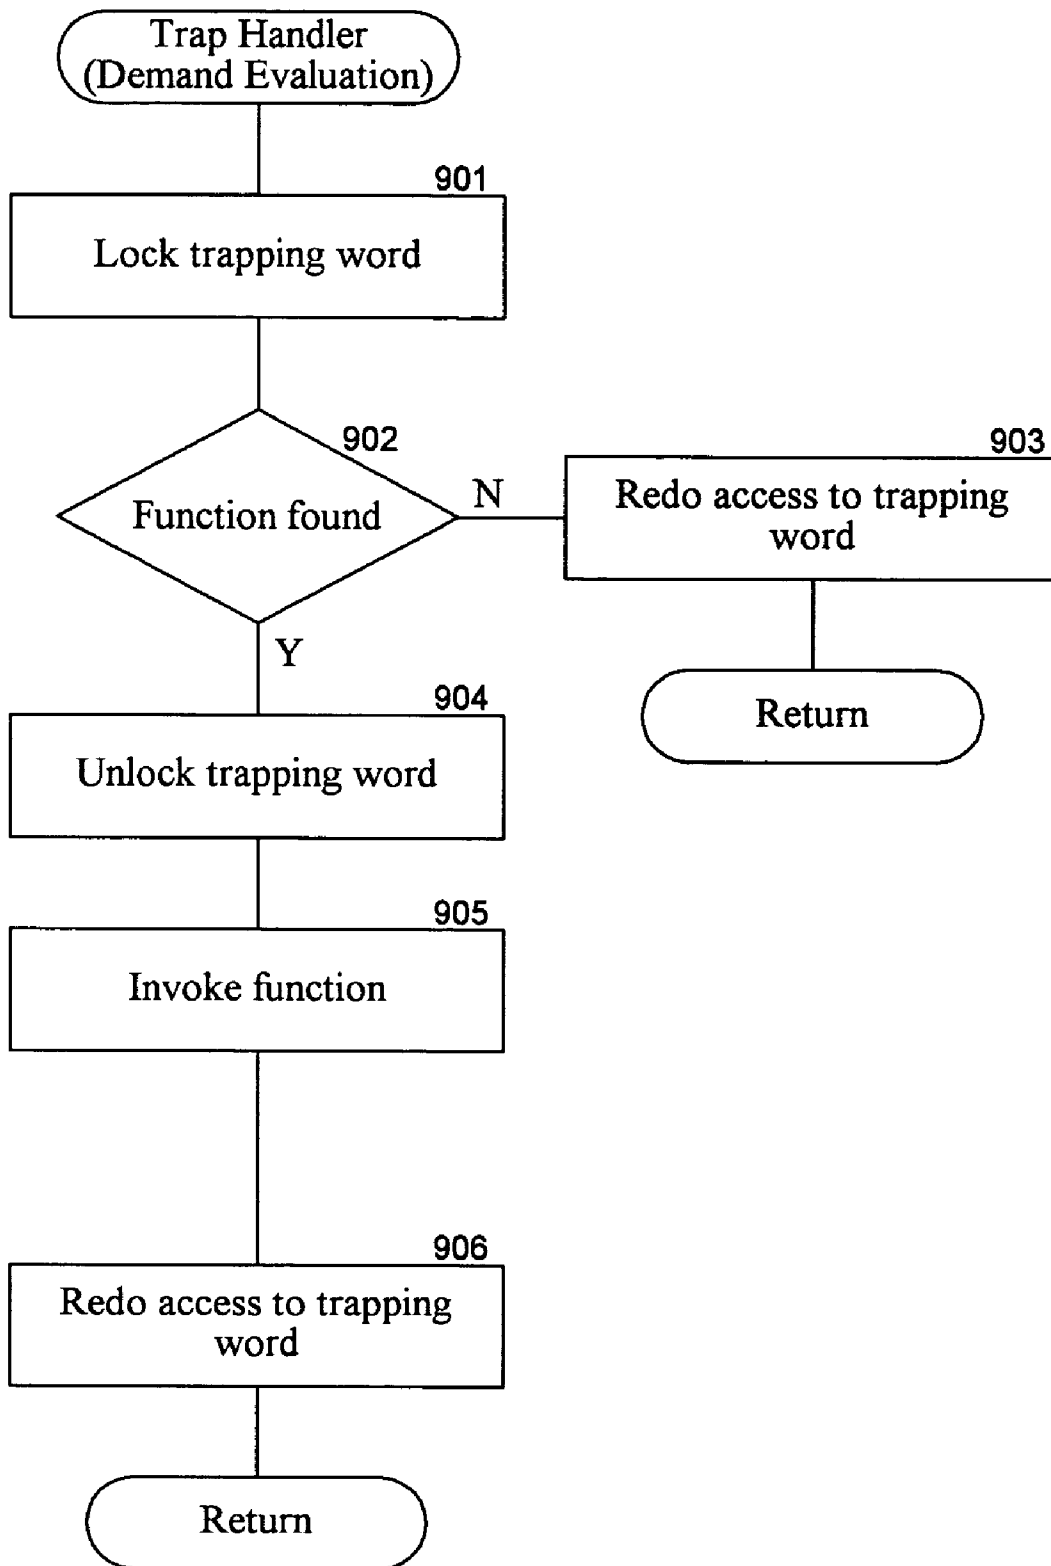 Trap Handler
(Demand Evaluation)
901
Lock trapping word
902
Function found
N
903
Redo access to trapping
word
Return
Y
904
Unlock trapping word
905
Invoke function
906
Redo access to trapping
word
Return